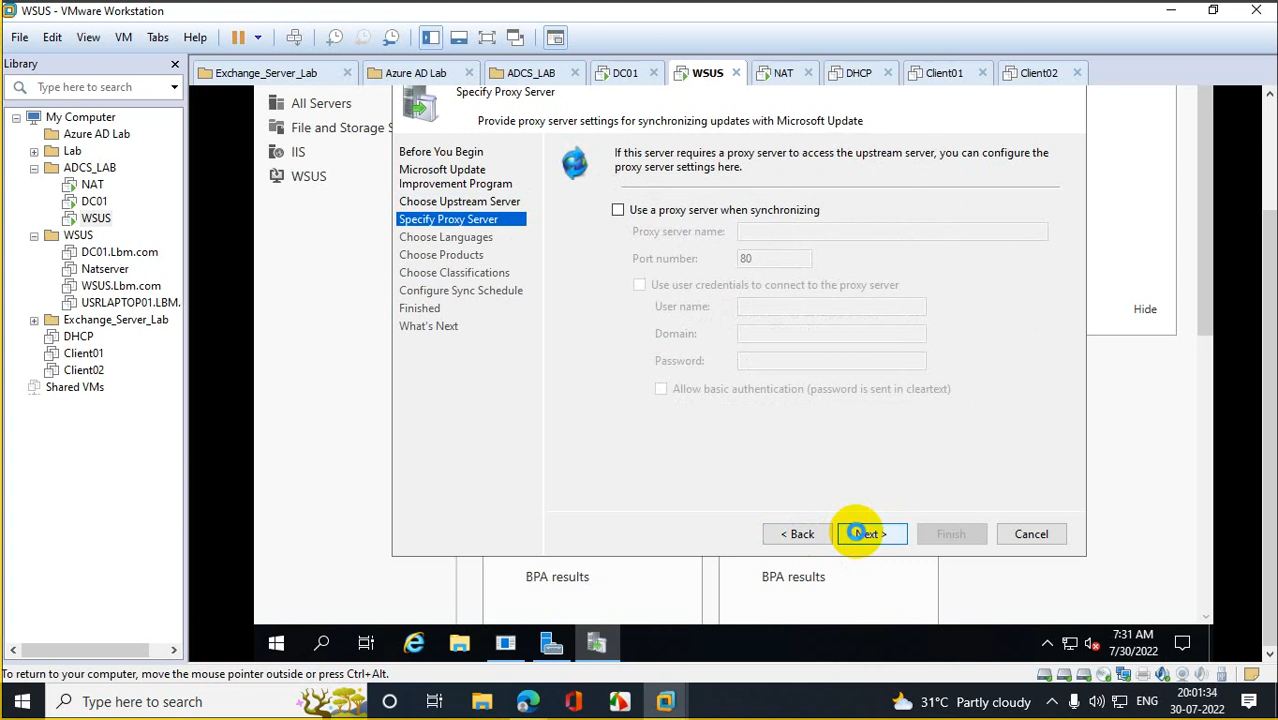 WSUS - VMware Workstation
File Edit View VM Tabs Help
Library
Type here to search
My Computer
Azure AD Lab
Lab
ADCS_LAB
NAT
DC01
WSUS
WSUS
DC01.Lbm.com
Natserver
WSUS.Lbm.com
USRLAPTOP01.LBM.
Exchange_Server_Lab
DHCP
Client01
Client02
Shared VMs
Exchange_Server_Lab Azure AD Lab ADCS_LAB DC01 WSUS NAT DHCP Client01 Client02
All Servers
File and Storage S
IIS
WSUS
Specify Proxy Server
Provide proxy server settings for synchronizing updates with Microsoft Update
Before You Begin
Microsoft Update
Improvement Program
Choose Upstream Server
Specify Proxy Server
Choose Languages
Choose Products
Choose Classifications
Configure Sync Schedule
Finished
What's Next
If this server requires a proxy server to access the upstream server, you can configure the
proxy server settings here.
Use a proxy server when synchronizing
Proxy server name:
Port number: 80
Use user credentials to connect to the proxy server
User name:
Domain:
Password:
Allow basic authentication (password is sent in cleartext)
< Back Next > Finish Cancel
Hide
BPA results BPA results
7:31 AM
7/30/2022
To return to your computer, move the mouse pointer outside or press Ctrl+Alt.
Type here to search
31°C Partly cloudy
ENG
20:01:34
30-07-2022